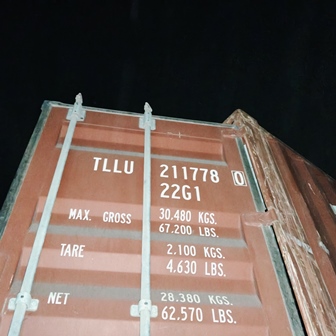 TLLU 211778 0
22G1
MAX. GROSS 30.480 KGS.
67.200 LBS.
TARE 2.100 KGS.
4.630 LBS.
NET 28.380 KGS.
62.570 LBS.